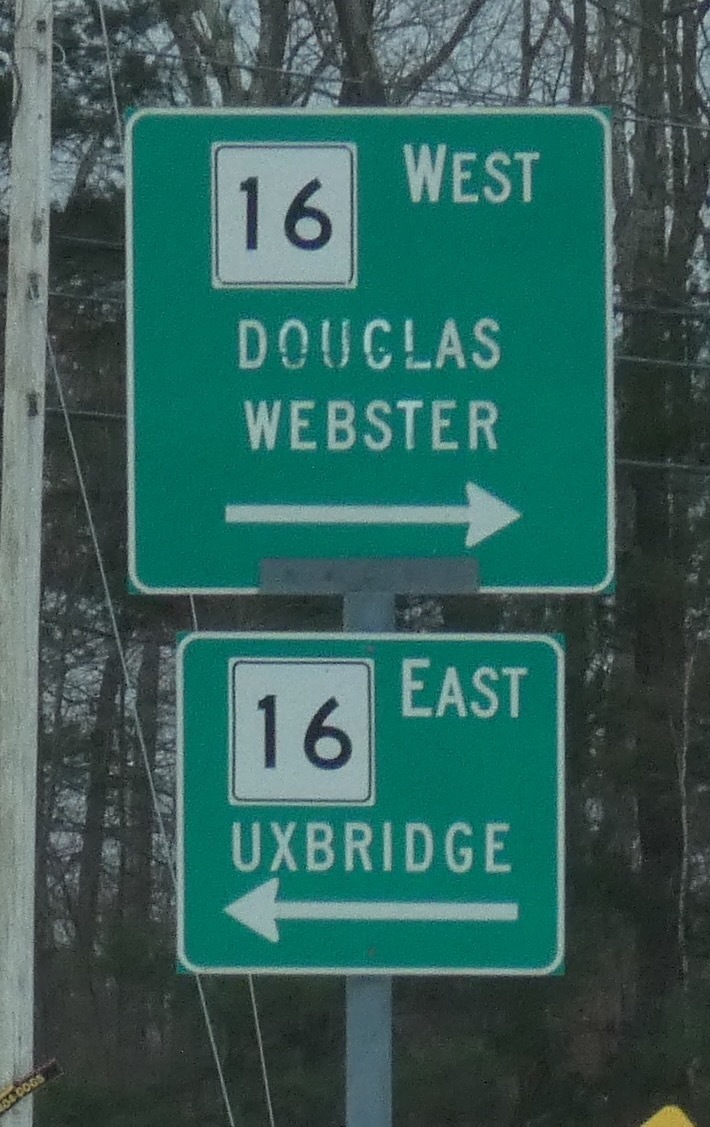 16 WEST
DOUGLAS
WEBSTER
16 EAST
UXBRIDGE